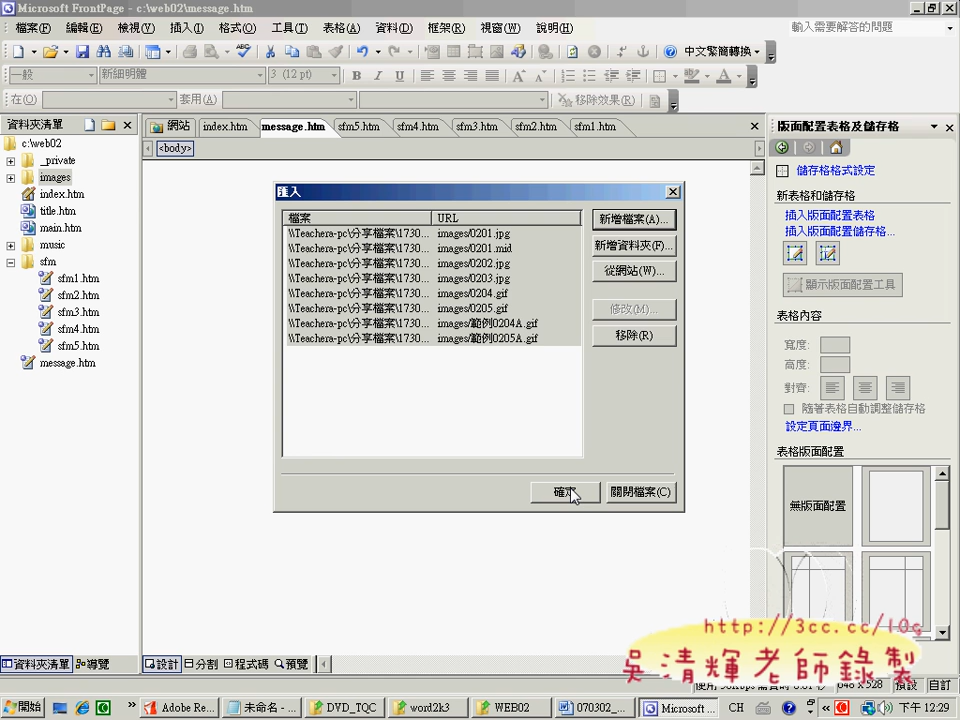 Microsoft FrontPage - c:\web02\message.htm
檔案(F) 編輯(E) 檢視(V) 插入(I) 格式(O) 工具(T) 表格(A) 資料(D) 框架(R) 視窗(W) 說明(H) 輸入需要解答的問題
中文繁簡轉換
一般 新細明體 3 (12 pt) B I U
在(O) 套用(A) 移除效果(R)
資料夾清單 網站 index.htm message.htm sfm5.htm sfm4.htm sfm3.htm sfm2.htm sfm1.htm
<body>
c:\web02
_private
images
index.htm
title.htm
main.htm
music
sfm
sfm1.htm
sfm2.htm
sfm3.htm
sfm4.htm
sfm5.htm
message.htm
匯入
檔案 URL
\\Teachera-pc\分享檔案\1730... images/0201.jpg
\\Teachera-pc\分享檔案\1730... images/0201.mid
\\Teachera-pc\分享檔案\1730... images/0202.jpg
\\Teachera-pc\分享檔案\1730... images/0203.jpg
\\Teachera-pc\分享檔案\1730... images/0204.gif
\\Teachera-pc\分享檔案\1730... images/0205.gif
\\Teachera-pc\分享檔案\1730... images/範例0204A.gif
\\Teachera-pc\分享檔案\1730... images/範例0205A.gif
新增檔案(A)...
新增資料夾(F)...
從網站(W)...
修改(M)...
移除(R)
確定 關閉檔案(C)
版面配置表格及儲存格
儲存格格式設定
新表格和儲存格
插入版面配置表格
插入版面配置儲存格...
顯示版面配置工具
表格內容
寬度:
高度:
對齊:
隨著表格自動調整儲存格
設定頁面邊界...
表格版面配置
無版面配置
http://3cc.cc/10g
吳清輝老師錄製
資料夾清單 導覽 設計 分割 程式碼 預覽
648 x 528 預設 自訂
開始 Adobe Re... 未命名 - ... DVD_TQC word2k3 WEB02 070302_... Microsoft ... CH 下午 12:29